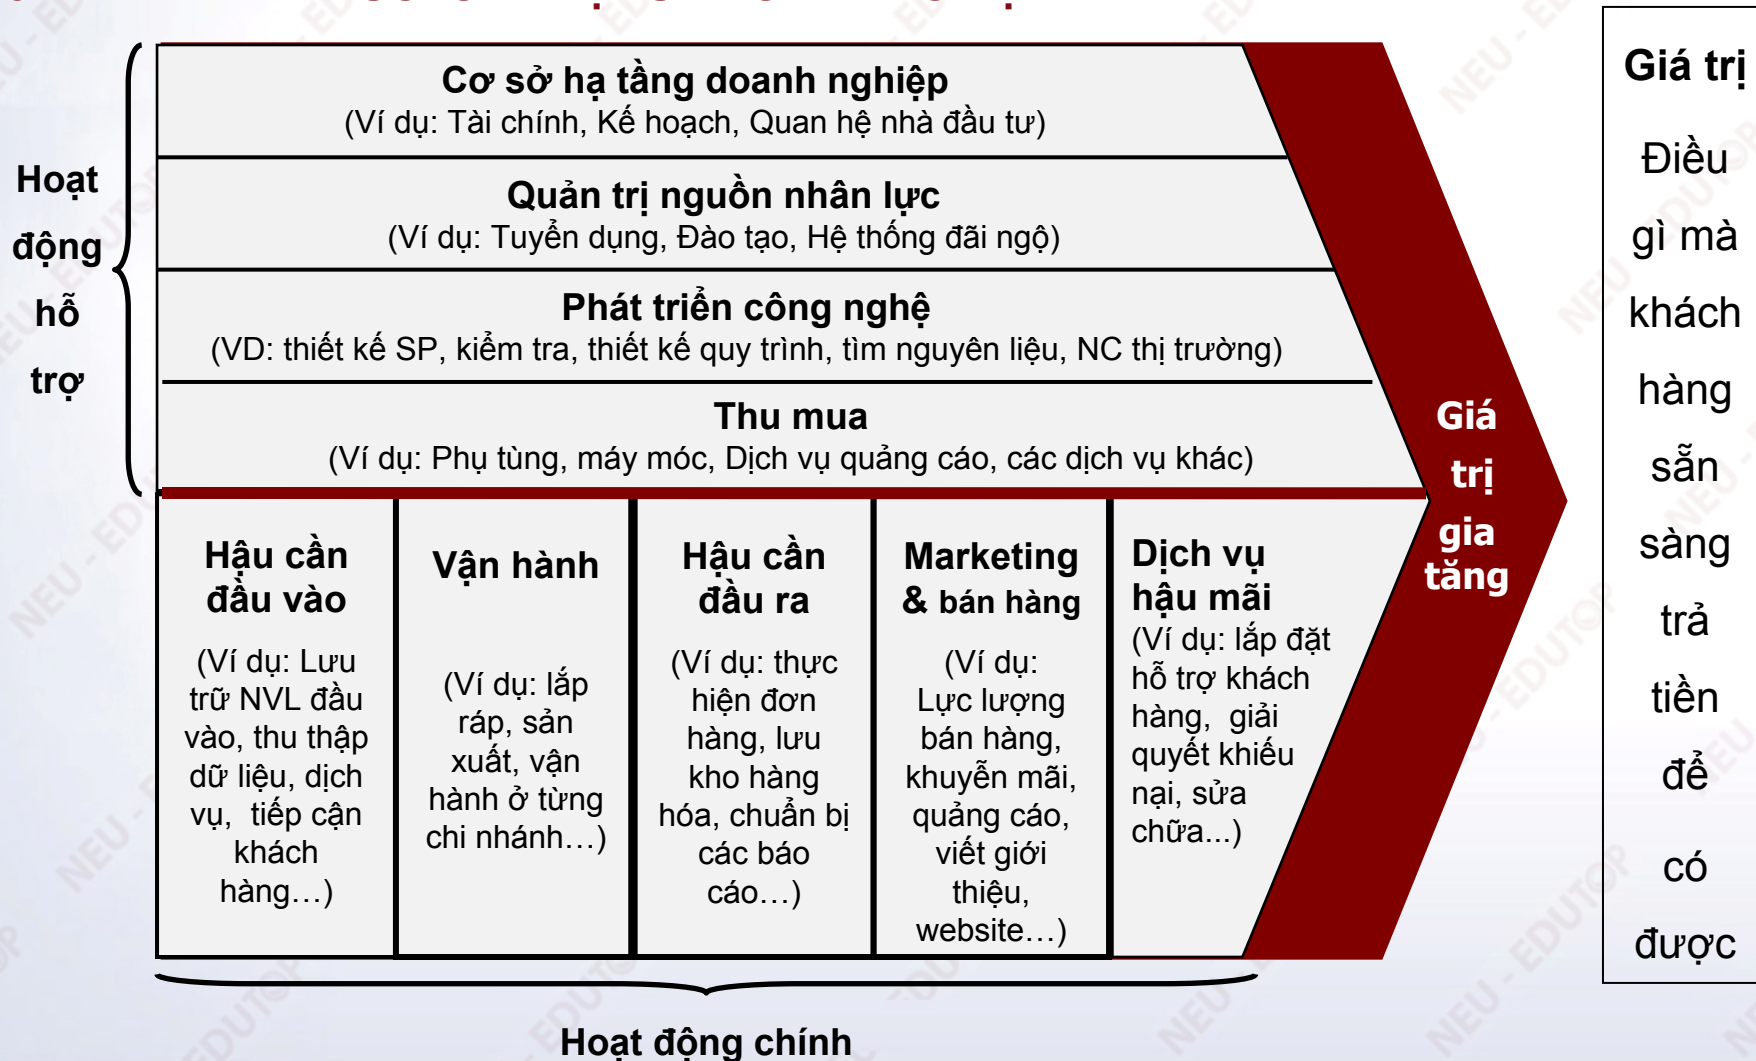 Cơ sở hạ tầng doanh nghiệp
(Ví dụ: Tài chính, Kế hoạch, Quan hệ nhà đầu tư)
Quản trị nguồn nhân lực
(Ví dụ: Tuyển dụng, Đào tạo, Hệ thống đãi ngộ)
Phát triển công nghệ
(VD: thiết kế SP, kiểm tra, thiết kế quy trình, tìm nguyên liệu, NC thị trường)
Thu mua
(Ví dụ: Phụ tùng, máy móc, Dịch vụ quảng cáo, các dịch vụ khác)
Hoạt
động
hỗ
trợ
Hậu cần
đầu vào
(Ví dụ: Lưu
trữ NVL đầu
vào, thu thập
dữ liệu, dịch
vụ, tiếp cận
khách
hàng…)
Vận hành
(Ví dụ: lắp
ráp, sản
xuất, vận
hành ở từng
chi nhánh…)
Hậu cần
đầu ra
(Ví dụ: thực
hiện đơn
hàng, lưu
kho hàng
hóa, chuẩn bị
các báo
cáo…)
Marketing
& bán hàng
(Ví dụ:
Lực lượng
bán hàng,
khuyễn mãi,
quảng cáo,
viết giới
thiệu,
website…)
Dịch vụ
hậu mãi
(Ví dụ: lắp đặt
hỗ trợ khách
hàng, giải
quyết khiếu
nại, sửa
chữa...)
Giá
trị
gia
tăng
Hoạt động chính
Giá trị
Điều
gì mà
khách
hàng
sẵn
sàng
trả
tiền
để
có
được
NEU - EDUTOP